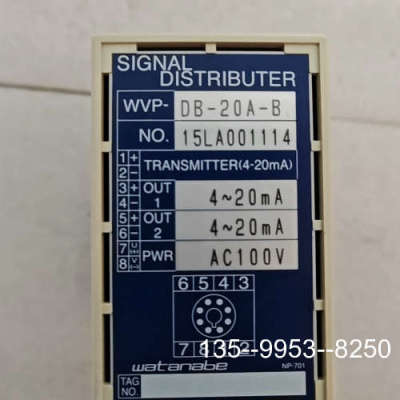 SIGNAL
DISTRIBUTER
WVP- DB-20A-B
NO. 15LA001114
1 + TRANSMITTER(4-20mA)
2 -
3 + OUT 1 4~20mA
4 -
5 + OUT 2 4~20mA
6 -
7 PWR AC100V
8
6 5 4 3
7 8 2
135--9953--8250
watanabe NP-701
TAG NO.